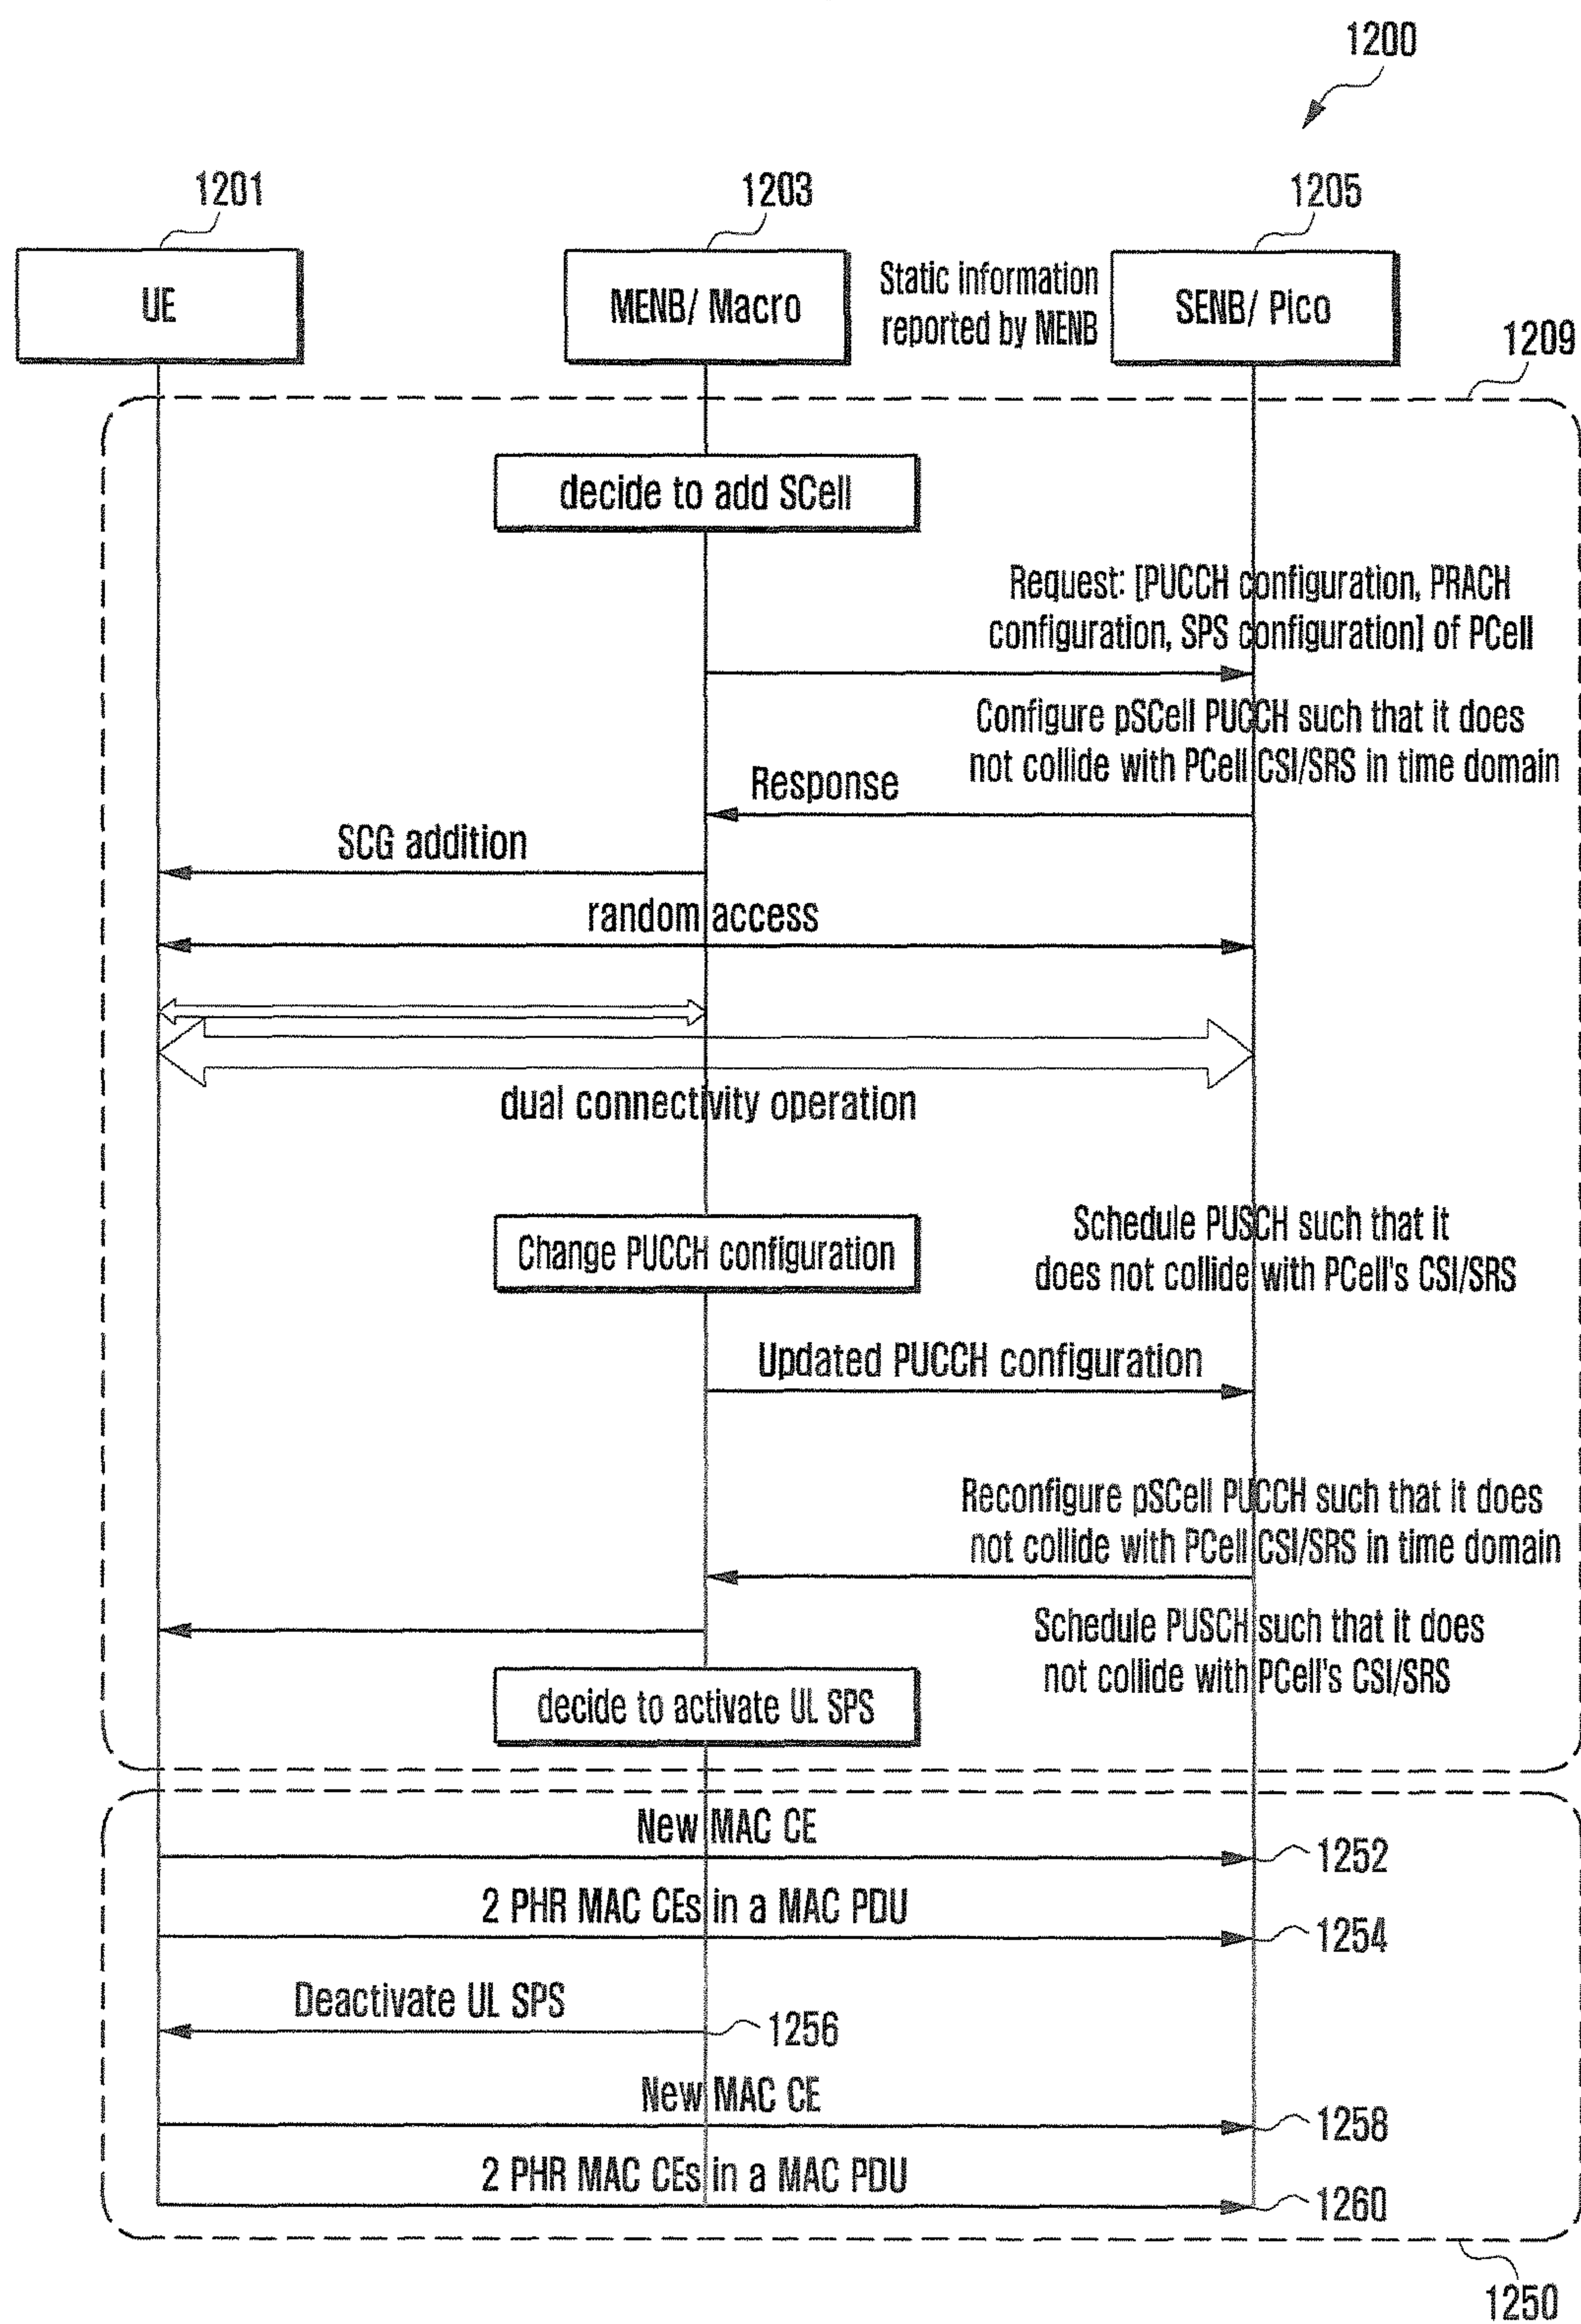 1200
1201
1203
1205
UE
MENB/ Macro
Static information
reported by MENB
SENB/ Pico
1209
decide to add SCell
Request: [PUCCH configuration, PRACH
configuration, SPS configuration] of PCell
Configure pSCell PUCCH such that it does
not collide with PCell CSI/SRS in time domain
Response
SCG addition
random access
dual connectivity operation
Change PUCCH configuration
Schedule PUSCH such that it
does not collide with PCell's CSI/SRS
Updated PUCCH configuration
Reconfigure pSCell PUCCH such that it does
not collide with PCell CSI/SRS in time domain
Schedule PUSCH such that it does
not collide with PCell's CSI/SRS
decide to activate UL SPS
New MAC CE
1252
2 PHR MAC CEs in a MAC PDU
1254
Deactivate UL SPS
1256
New MAC CE
1258
2 PHR MAC CEs in a MAC PDU
1260
1250